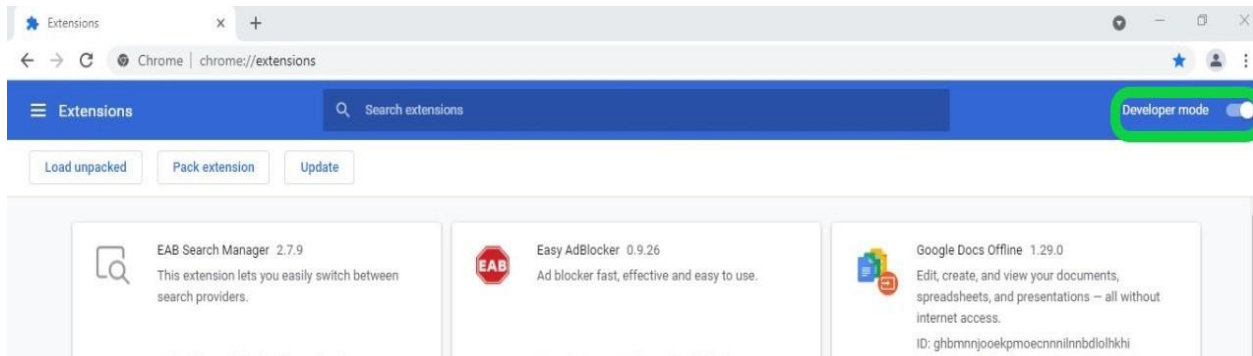 Extensions
Chrome | chrome://extensions
Extensions
Search extensions
Developer mode
Load unpacked
Pack extension
Update
EAB Search Manager 2.7.9
This extension lets you easily switch between
search providers.
EAB
Easy AdBlocker 0.9.26
Ad blocker fast, effective and easy to use.
Google Docs Offline 1.29.0
Edit, create, and view your documents,
spreadsheets, and presentations — all without
internet access.
ID: ghbmnnjooekpmoecnnnilnnbdlolhkhi